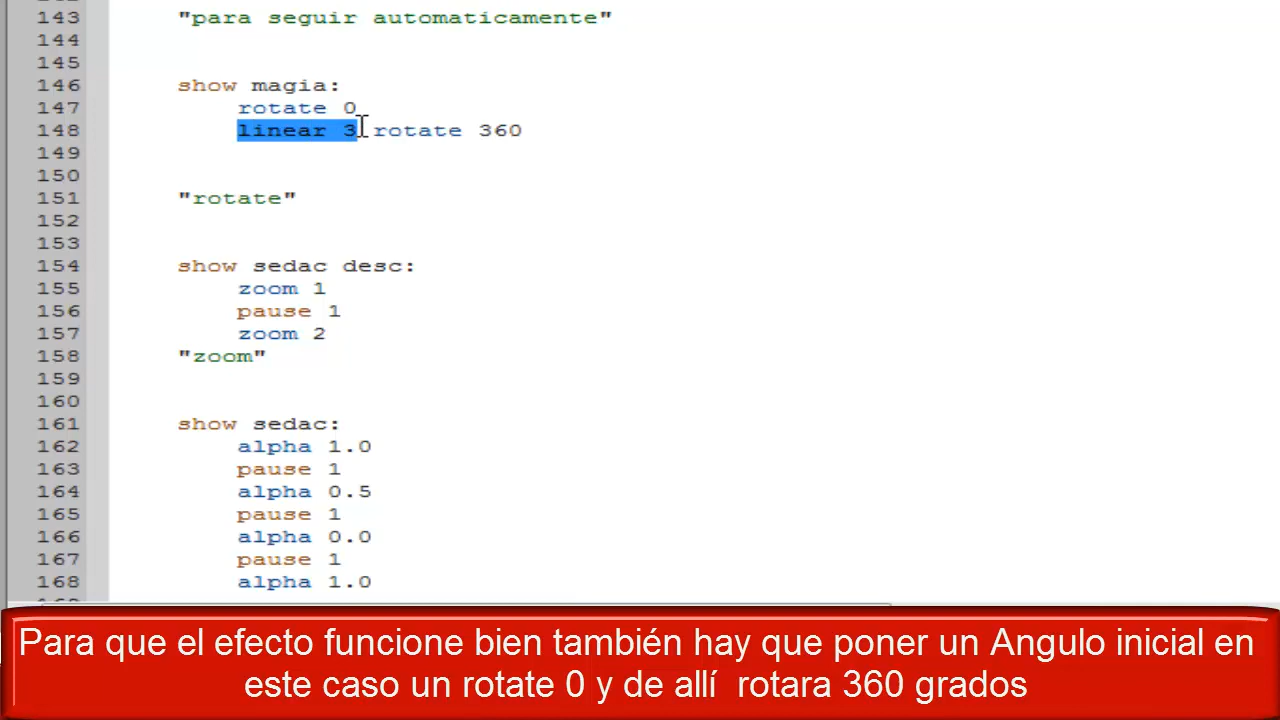 143 "para seguir automaticamente"
144
145
146 show magia:
147 rotate 0
148 linear 3 rotate 360
149
150
151 "rotate"
152
153
154 show sedac desc:
155 zoom 1
156 pause 1
157 zoom 2
158 "zoom"
159
160
161 show sedac:
162 alpha 1.0
163 pause 1
164 alpha 0.5
165 pause 1
166 alpha 0.0
167 pause 1
168 alpha 1.0
Para que el efecto funcione bien también hay que poner un Angulo inicial en
este caso un rotate 0 y de allí rotara 360 grados